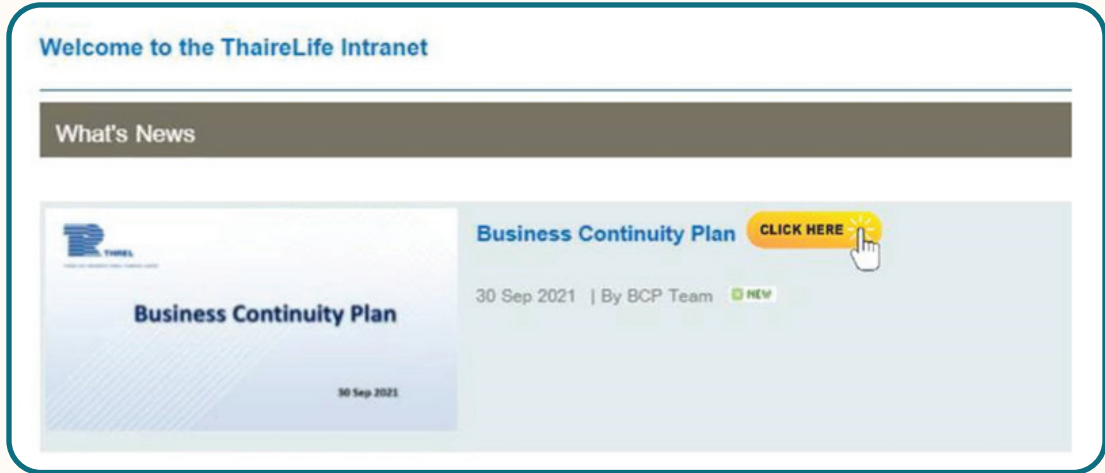 Welcome to the ThaireLife Intranet
What's News
THREL
Business Continuity Plan
30 Sep 2021
Business Continuity Plan CLICK HERE
30 Sep 2021 | By BCP Team NEW